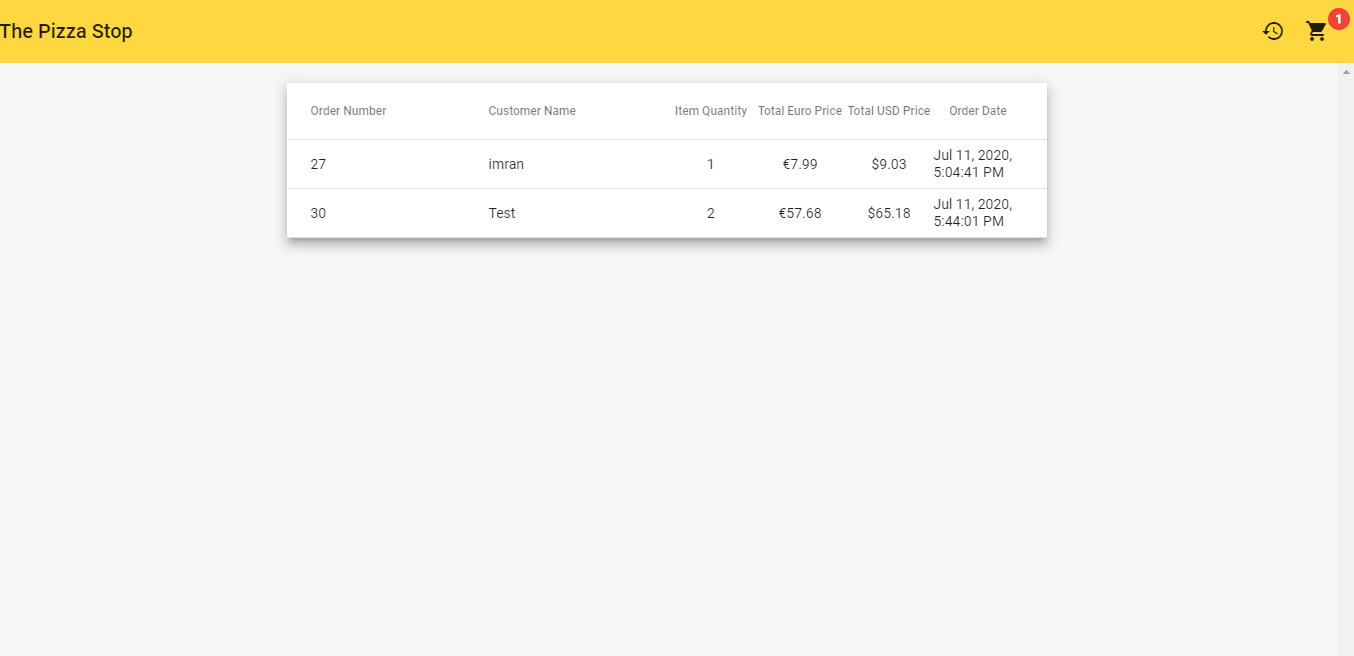 The Pizza Stop
1
Order Number Customer Name Item Quantity Total Euro Price Total USD Price Order Date
27 imran 1 €7.99 $9.03 Jul 11, 2020,
5:04:41 PM
30 Test 2 €57.68 $65.18 Jul 11, 2020,
5:44:01 PM